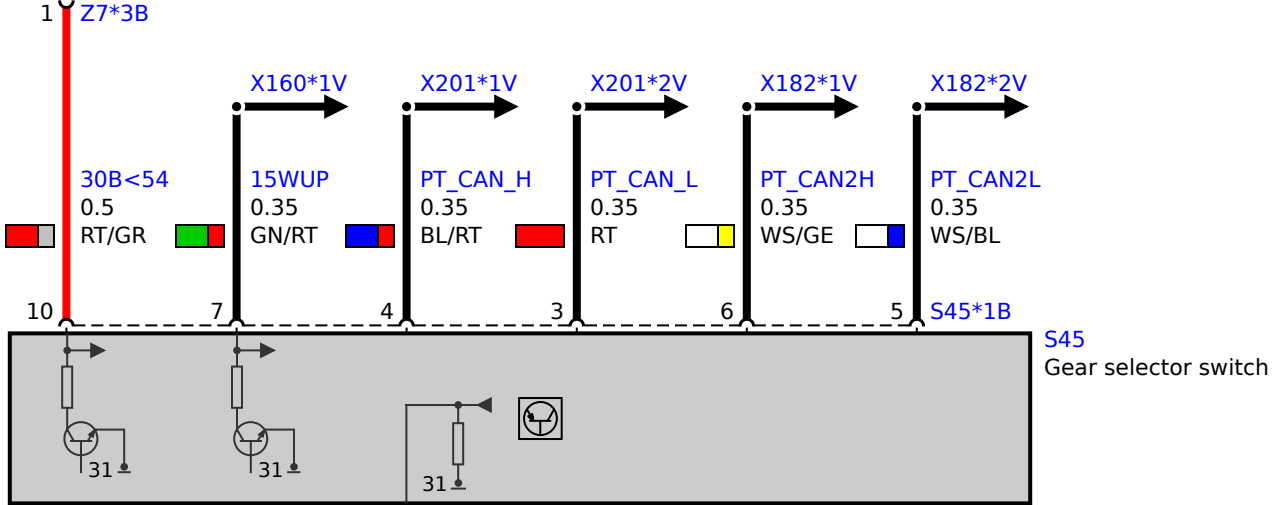 1 Z7*3B
X160*1V X201*1V X201*2V X182*1V X182*2V
30B<54 15WUP PT_CAN_H PT_CAN_L PT_CAN2H PT_CAN2L
0.5 0.35 0.35 0.35 0.35 0.35
RT/GR GN/RT BL/RT RT WS/GE WS/BL
10 7 4 3 6 5 S45*1B
S45
Gear selector switch
31 31 31